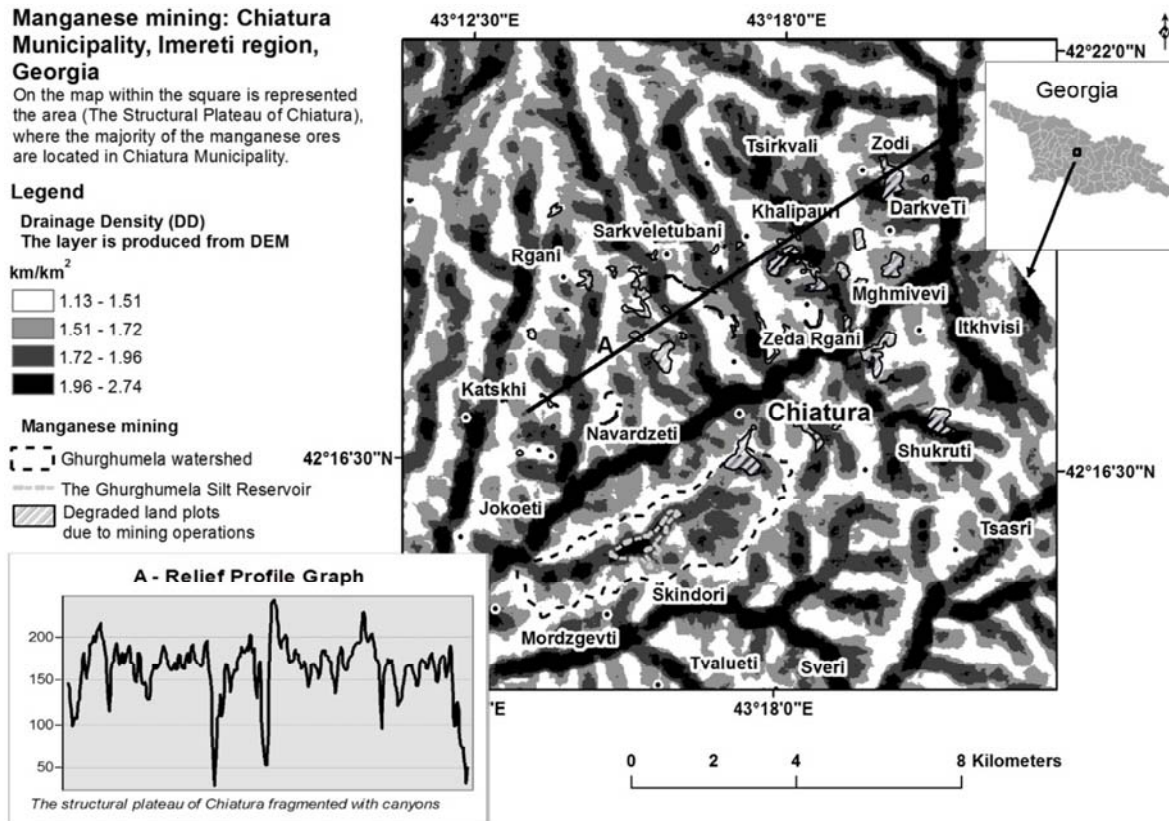 Manganese mining: Chiatura
Municipality, Imereti region,
Georgia
On the map within the square is represented
the area (The Structural Plateau of Chiatura),
where the majority of the manganese ores
are located in Chiatura Municipality.
Legend
Drainage Density (DD)
The layer is produced from DEM
km/km²
1.13 - 1.51
1.51 - 1.72
1.72 - 1.96
1.96 - 2.74
Manganese mining
Ghurghumela watershed
The Ghurghumela Silt Reservoir
Degraded land plots
due to mining operations
43°12'30"E
43°18'0"E
42°22'0"N
Georgia
Zodi
Tsirkvali
DarkveTi
Khalipauri
Sarkveletubani
Rgani
Mghmivevi
Itkhvisi
Zeda Rgani
A
Katskhi
Chiatura
Navardzeti
Shukruti
42°16'30"N
42°16'30"N
Jokoeti
Tsasri
Skindori
Mordzgevti
Tvalueti
Sveri
"E
43°18'0"E
0 2 4 8 Kilometers
A - Relief Profile Graph
200
150
100
50
The structural plateau of Chiatura fragmented with canyons